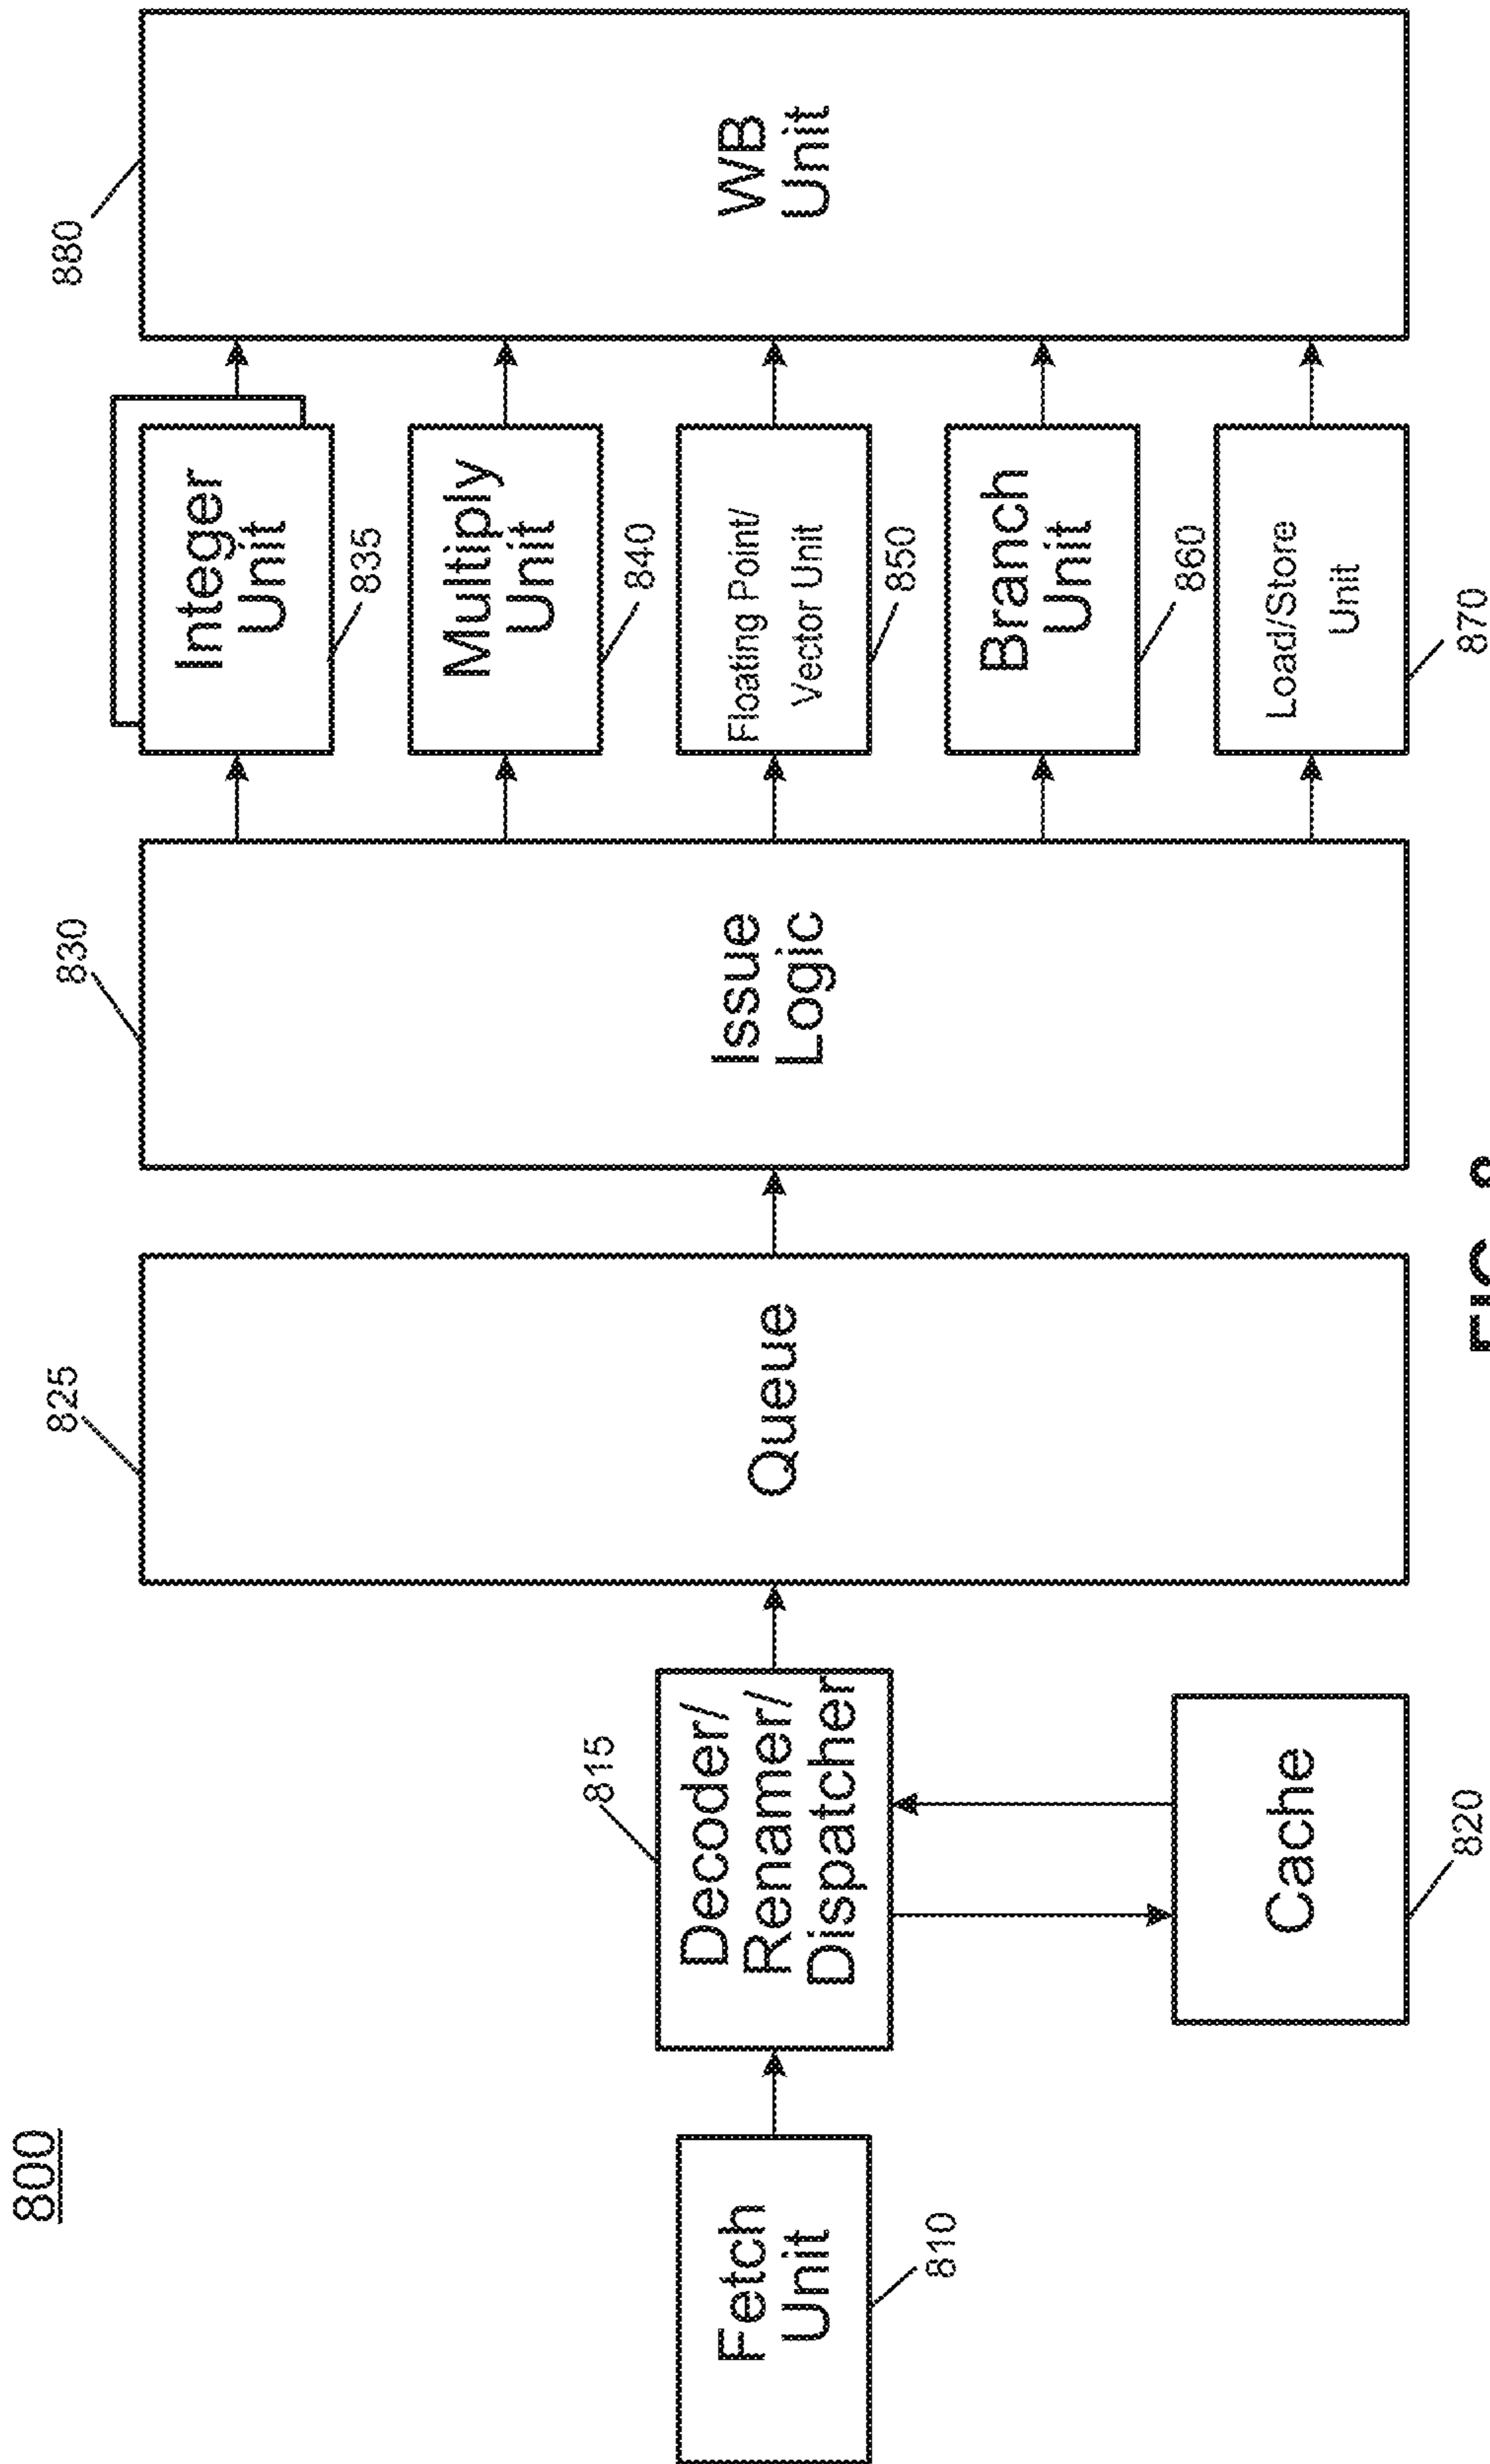 800
Fetch
Unit
810
Decoder/
Renamer/
Dispatcher
815
Cache
820
Queue
825
Issue
Logic
830
Integer
Unit
835
Multiply
Unit
840
Floating Point/
Vector Unit
850
Branch
Unit
860
Load/Store
Unit
870
WB
Unit
880